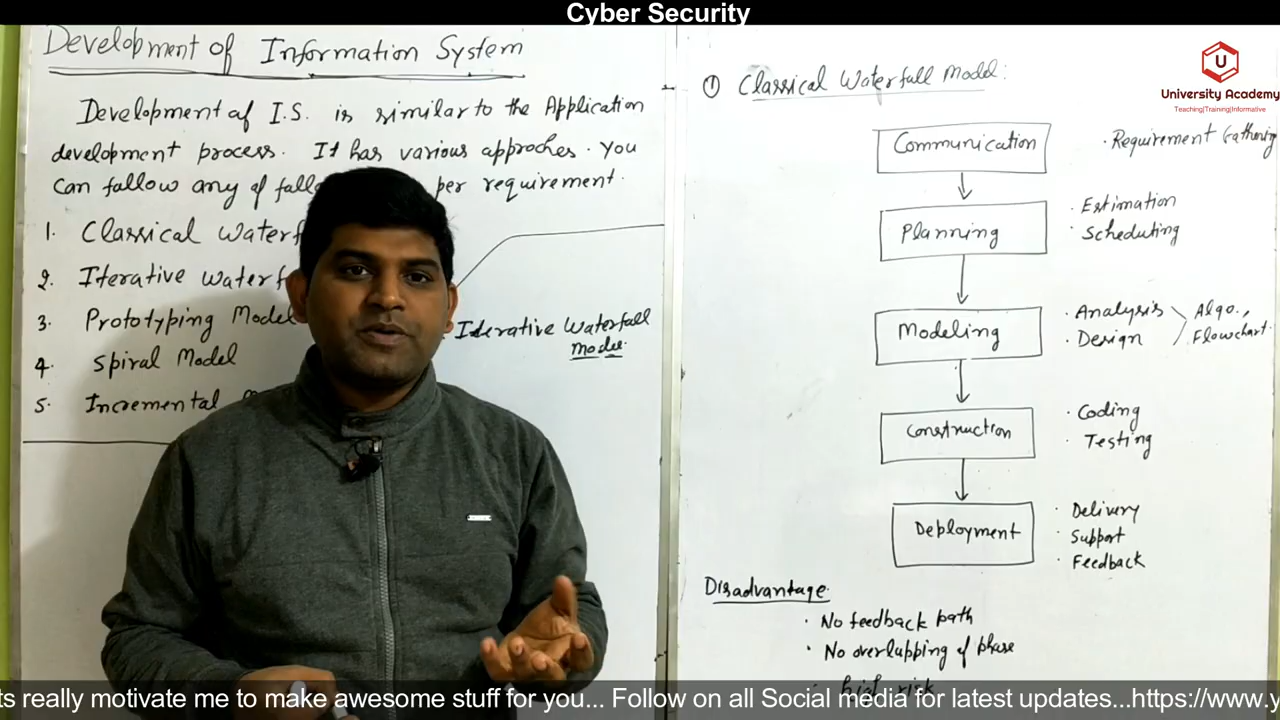 Cyber Security
Development of Information System
Development of I.S. is similar to the Application
development process. It has various approches. You
can follow any of per requirement.
1. Classical
2. Iterative
3. Prototyping Model
4. Spiral Model
5. Incremental
Iterative Waterfall
Model
① Classical Waterfall Model:
University Academy
Teaching|Training|Informative
Communication
· Requirement Gathering
Planning
· Estimation
· Scheduting
Modeling
· Analysis
· Design
Algo.,
Flowchart.
Construction
· Coding
· Testing
Deployment
· Delivery
· Support
· Feedback
Disadvantage
· No feedback path
· No overlapping of phase
· high risk
ts really motivate me to make awesome stuff for you... Follow on all Social media for latest updates...https://www.y